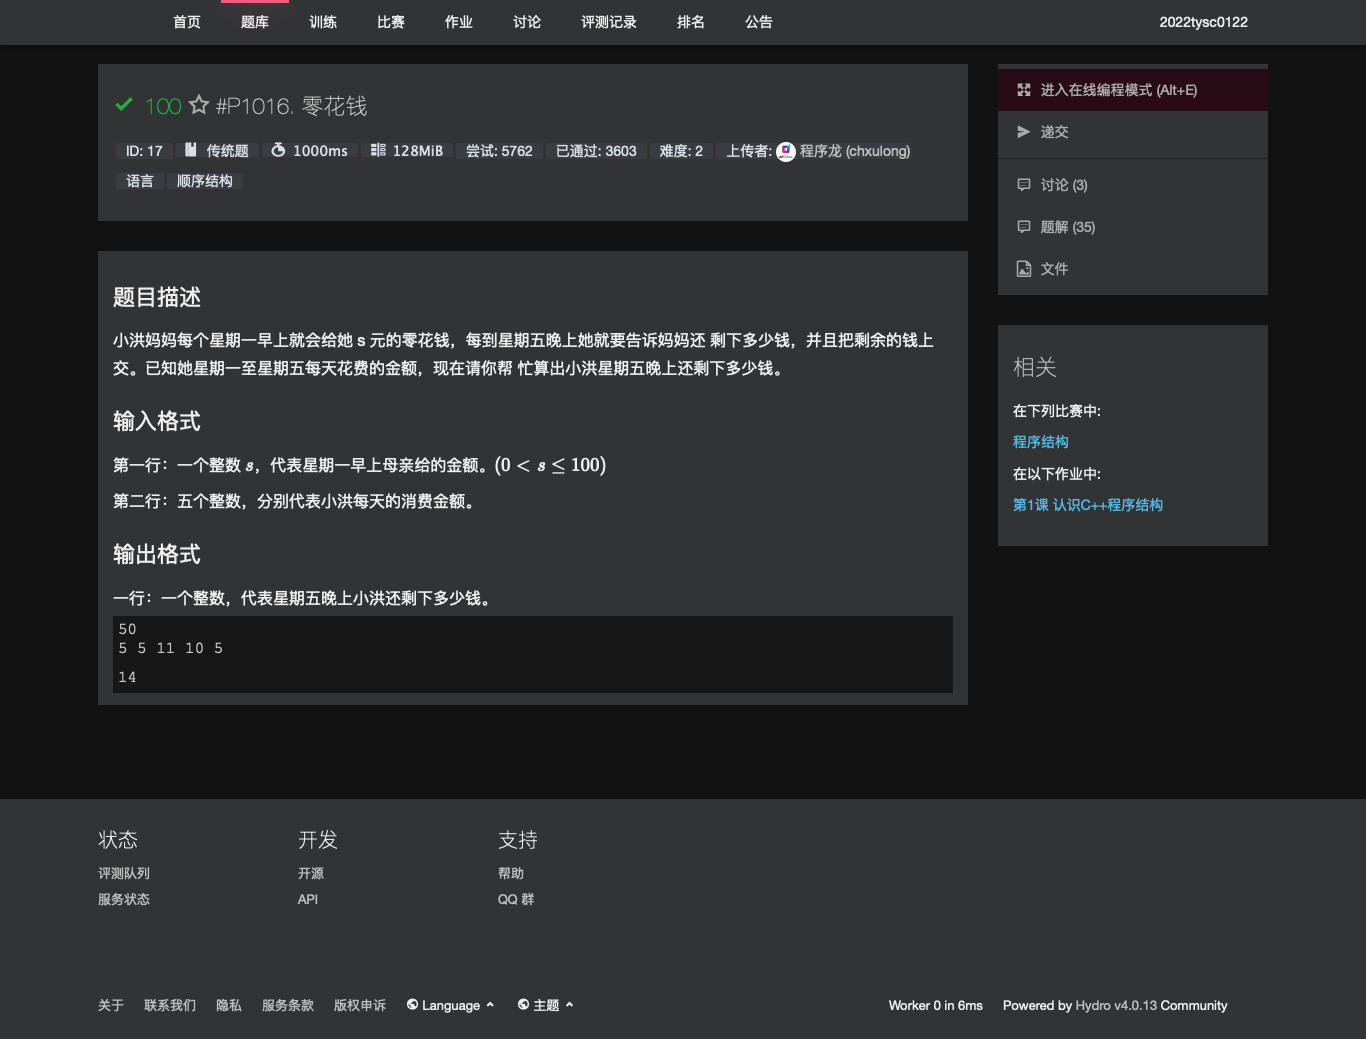 首页 题库 训练 比赛 作业 讨论 评测记录 排名 公告 2022tysc0122
100 #P1016. 零花钱
ID: 17 传统题 1000ms 128MiB 尝试: 5762 已通过: 3603 难度: 2 上传者: 程序龙 (chxulong)
语言 顺序结构
题目描述
小洪妈妈每个星期一早上就会给她 s 元的零花钱，每到星期五晚上她就要告诉妈妈还 剩下多少钱，并且把剩余的钱上
交。已知她星期一至星期五每天花费的金额，现在请你帮 忙算出小洪星期五晚上还剩下多少钱。
输入格式
第一行：一个整数 s，代表星期一早上母亲给的金额。(0 < s ≤ 100)
第二行：五个整数，分别代表小洪每天的消费金额。
输出格式
一行：一个整数，代表星期五晚上小洪还剩下多少钱。
50
5 5 11 10 5
14
进入在线编程模式 (Alt+E)
递交
讨论 (3)
题解 (35)
文件
相关
在下列比赛中:
程序结构
在以下作业中:
第1课 认识C++程序结构
状态
评测队列
服务状态
开发
开源
API
支持
帮助
QQ 群
关于 联系我们 隐私 服务条款 版权申诉 Language 主题 Worker 0 in 6ms Powered by Hydro v4.0.13 Community